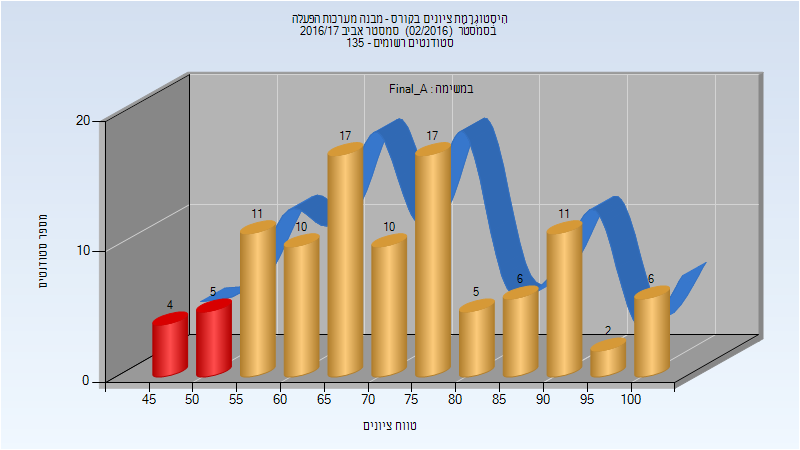 היסטוגרמת ציונים בקורס - מבנה מערכות הפעלה
בסמסטר (02/2016) סמסטר אביב 2016/17
סטודנטים רשומים - 135
במשימה : Final_A
מספר סטודנטים
20
10
0
4
5
11
10
17
10
17
5
6
11
2
6
45 50 55 60 65 70 75 80 85 90 95 100
טווח ציונים